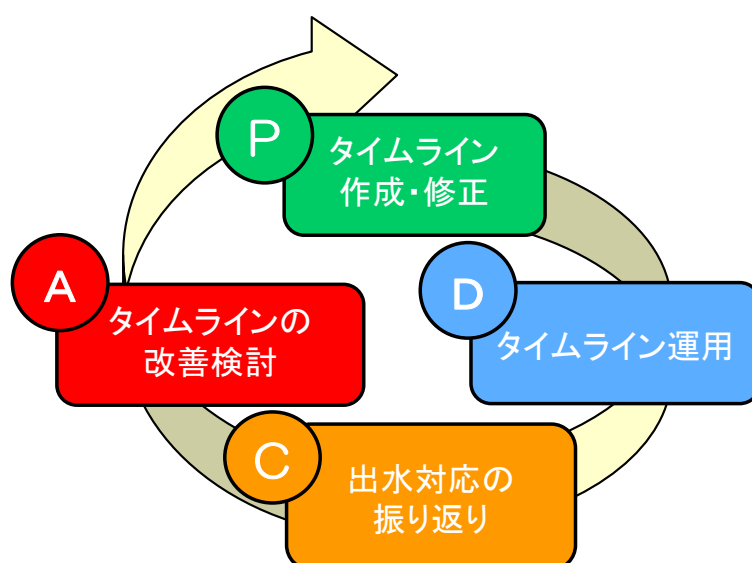 P
タイムライン
作成・修正
D
タイムライン運用
C
出水対応の
振り返り
A
タイムラインの
改善検討